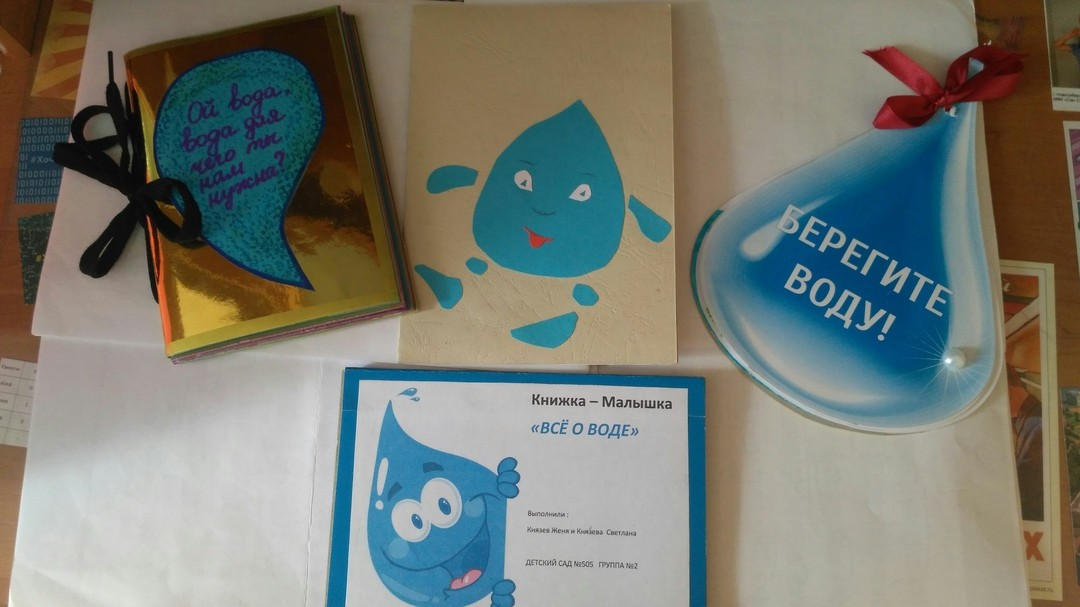 Ой вода,
вода для
чего ты
нам
нужна?
БЕРЕГИТЕ
ВОДУ!
Книжка – Малышка
«ВСЁ О ВОДЕ»
Выполнили :
Князев Женя и Князева Светлана
ДЕТСКИЙ САД №505 ГРУППА №2